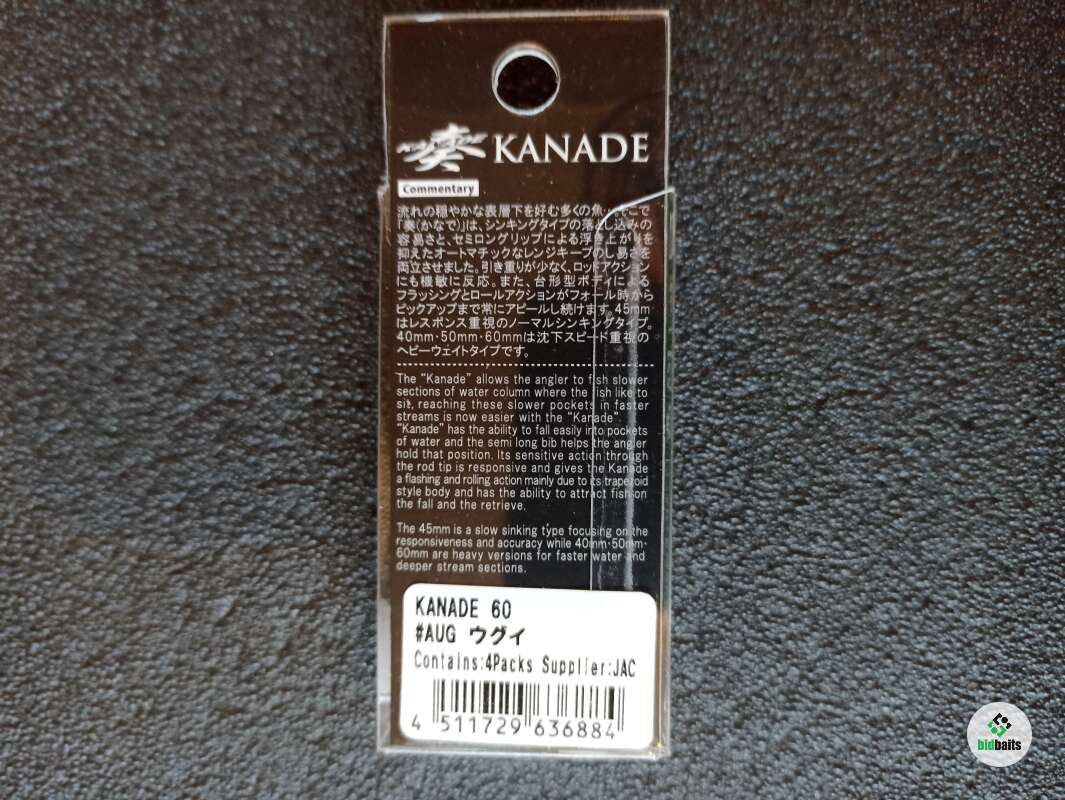 奏 KANADE
Commentary
流れの穏やかな表層下を好む多くの魚…そこで
「奏(かなで)」は、シンキングタイプの落とし込みの
容易さと、セミロングリップによる浮き上がりを
抑えたオートマチックなレンジキープのし易さを
両立させました。引き重りが少なく、ロッドアクション
にも機敏に反応。また、台形型ボディによる
フラッシングとロールアクションがフォール時から
ピックアップまで常にアピールし続けます。45mm
はレスポンス重視のノーマルシンキングタイプ。
40mm・50mm・60mmは沈下スピード重視の
ヘビーウェイトタイプです。
The “Kanade” allows the angler to fish slower
sections of water column where the fish like to
sit, reaching these slower pockets in faster
streams is now easier with the “Kanade”.
“Kanade” has the ability to fall easily into pockets
of water and the semi long bib helps the angler
hold that position. Its sensitive action through
the rod tip is responsive and gives the Kanade
a flashing and rolling action mainly due to its trapezoid
style body and has the ability to attract fish on
the fall and the retrieve.
The 45mm is a slow sinking type focusing on the
responsiveness and accuracy while 40mm・50mm・
60mm are heavy versions for faster water and
deeper stream sections.
KANADE 60
#AUG ウグイ
Contains:4Packs Supplier:JAC
4 511729 636884
bidbaits